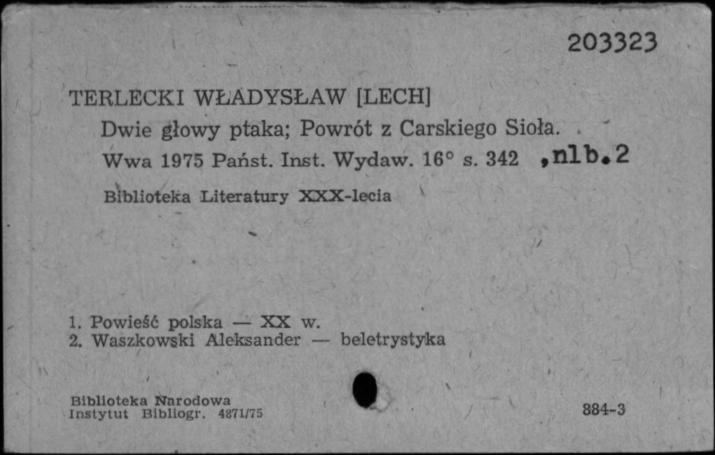 203323
TERLECKI WŁADYSŁAW [LECH]
Dwie głowy ptaka; Powrót z Carskiego Sioła.
Wwa 1975 Państ. Inst. Wydaw. 16° s. 342 ,nlb.2
Biblioteka Literatury XXX-lecia
1. Powieść polska — XX w.
2. Waszkowski Aleksander — beletrystyka
Biblioteka Narodowa
Instytut Bibliogr. 4871/75
884-3